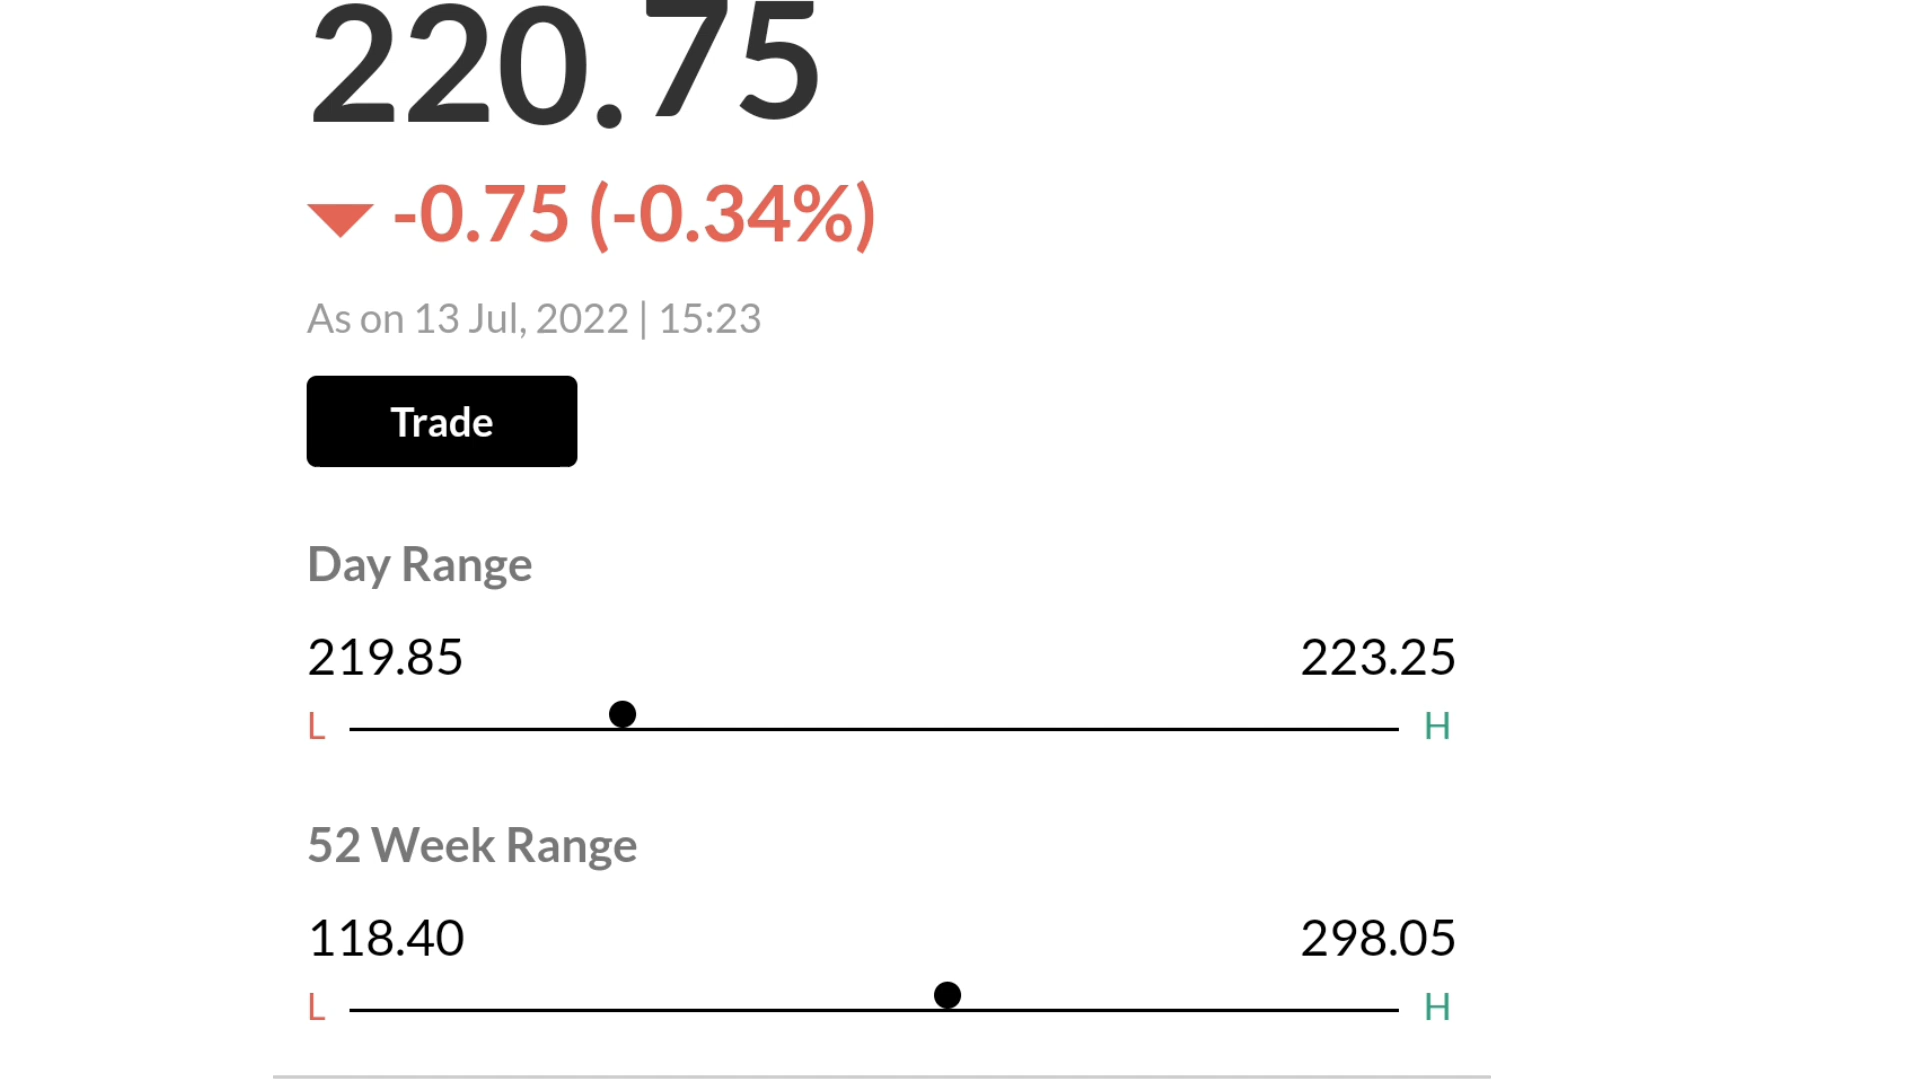 220.75
-0.75 (-0.34%)
As on 13 Jul, 2022 | 15:23
Trade
Day Range
219.85 223.25
L H
52 Week Range
118.40 298.05
L H